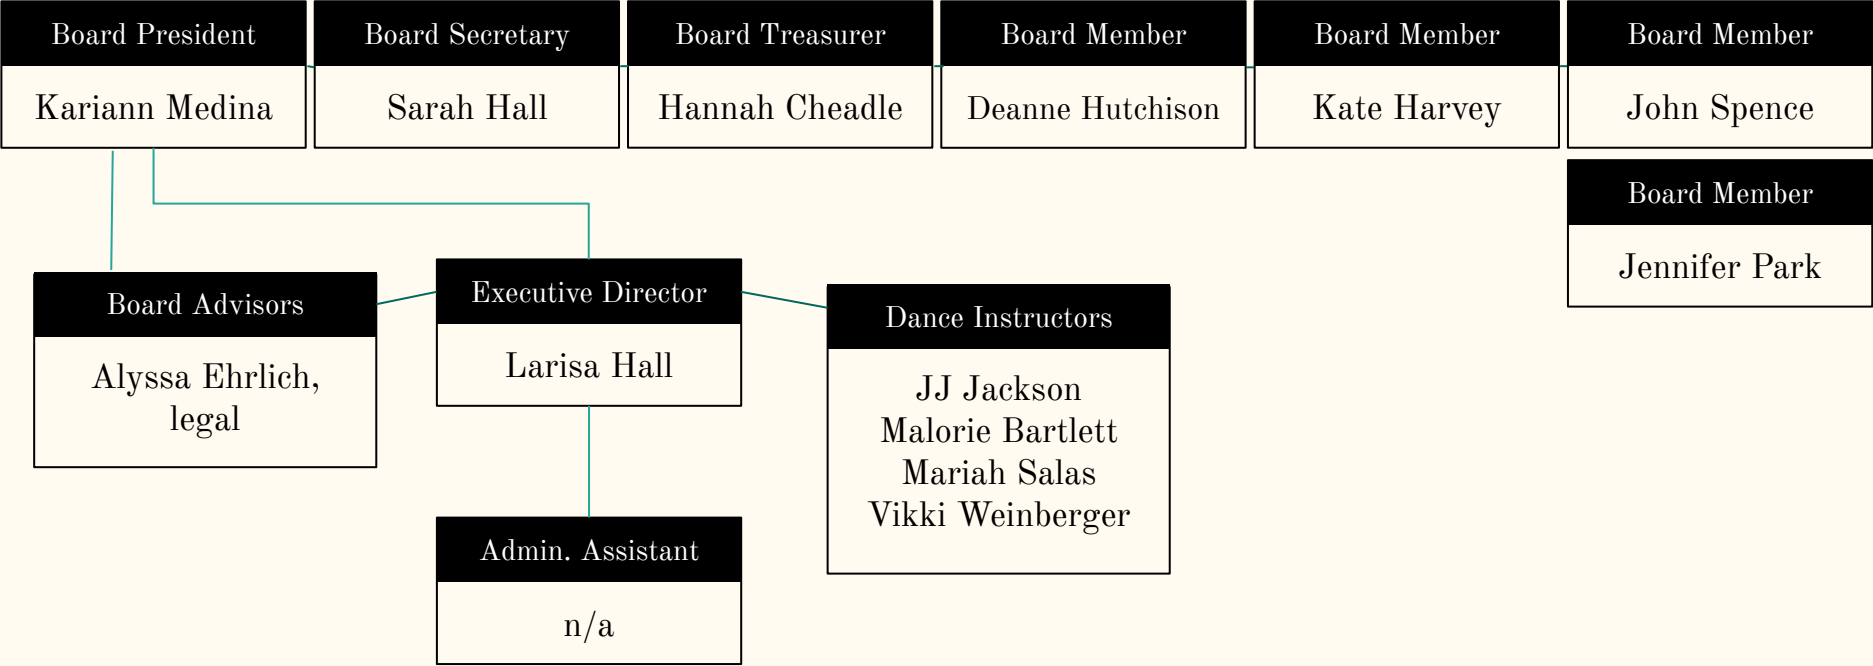 Board President
Kariann Medina
Board Secretary
Sarah Hall
Board Treasurer
Hannah Cheadle
Board Member
Deanne Hutchison
Board Member
Kate Harvey
Board Member
John Spence
Board Member
Jennifer Park
Board Advisors
Alyssa Ehrlich,
legal
Executive Director
Larisa Hall
Dance Instructors
JJ Jackson
Malorie Bartlett
Mariah Salas
Vikki Weinberger
Admin. Assistant
n/a